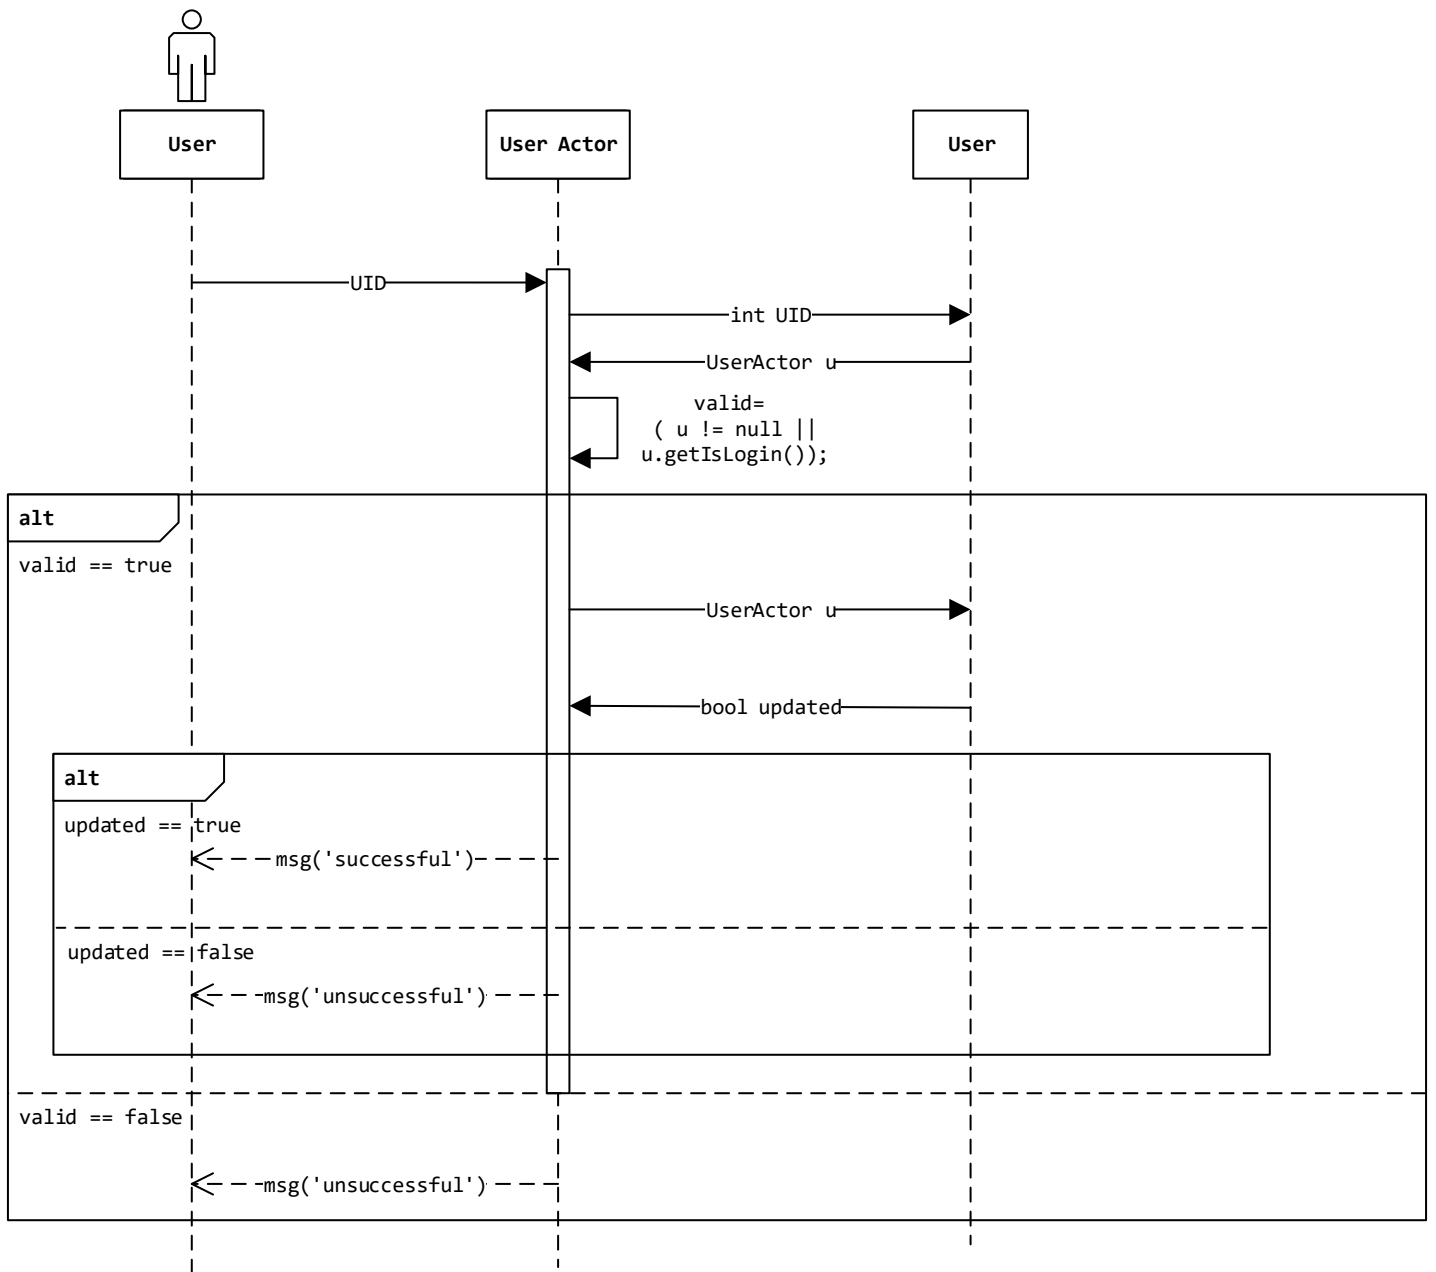 User
User Actor
User
UID
int UID
UserActor u
valid=
( u != null ||
u.getIsLogin());
alt
valid == true
UserActor u
bool updated
alt
updated == true
msg('successful')
updated == false
msg('unsuccessful')
valid == false
msg('unsuccessful')